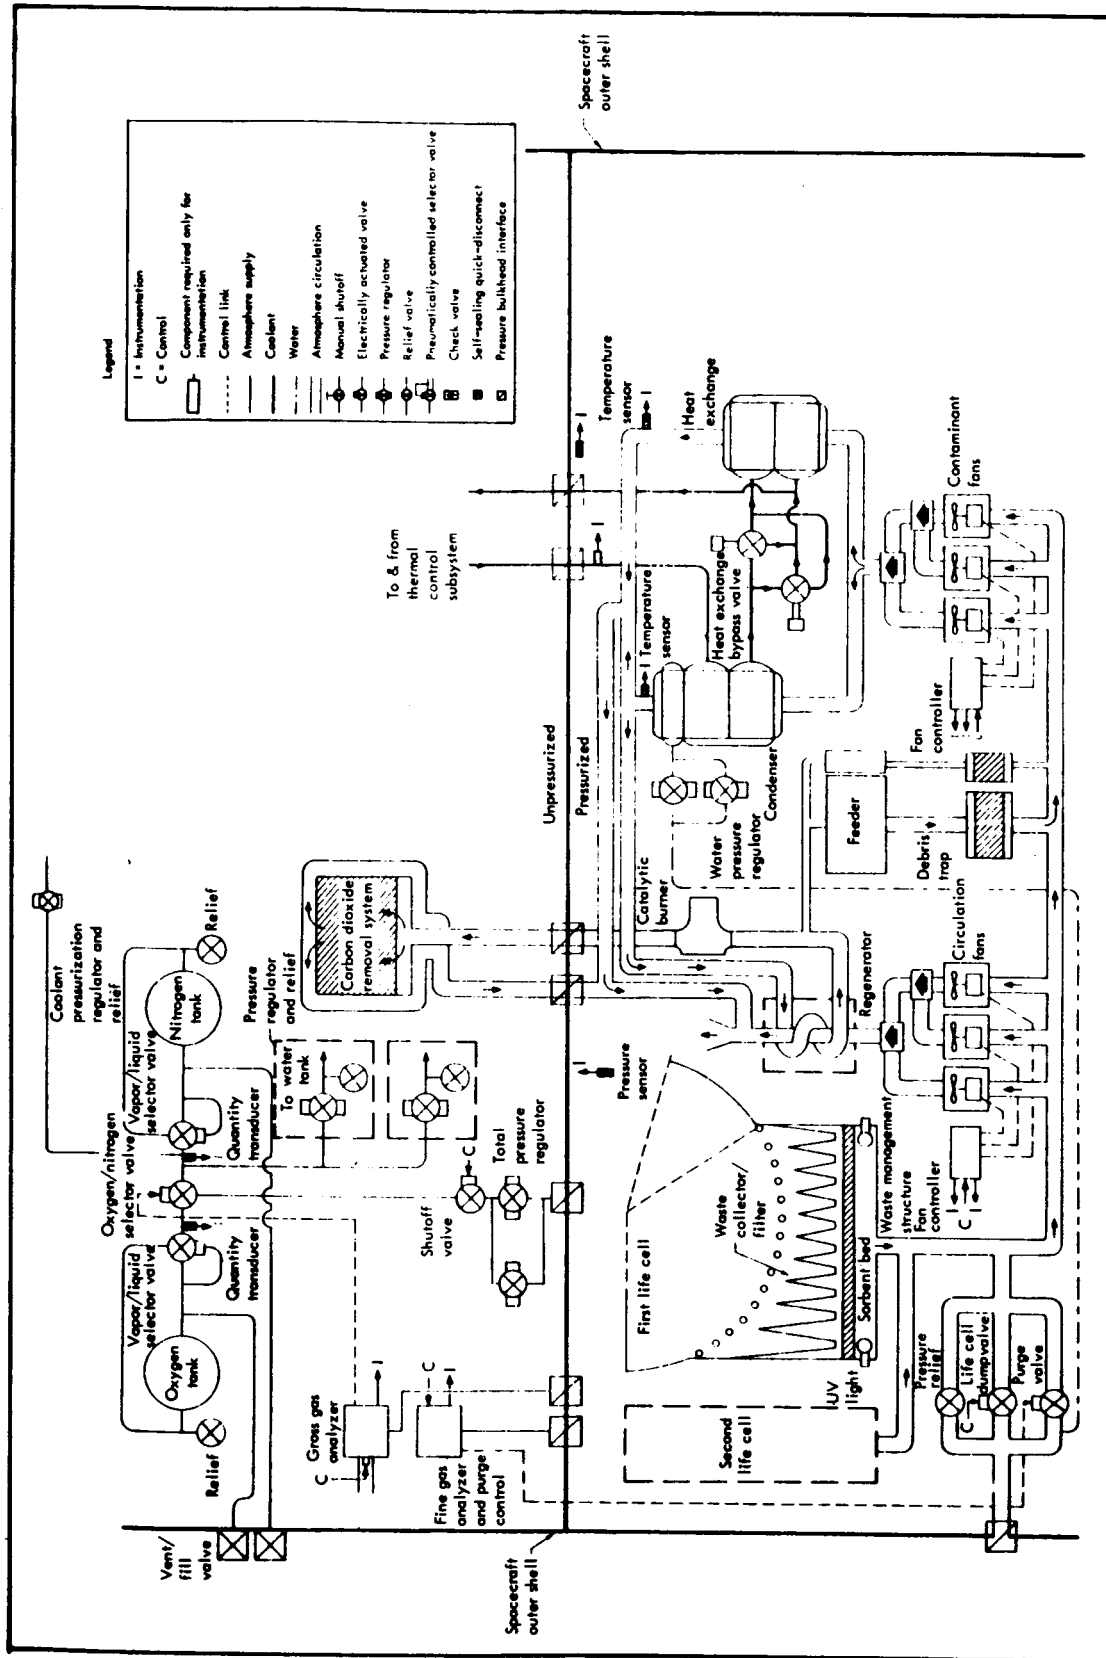 Legend
I = Instrumentation
C = Control
Component required only for
instrumentation
Control link
Atmosphere supply
Coolant
Water
Atmosphere circulation
Manual shutoff
Electrically actuated valve
Pressure regulator
Relief valve
Pneumatically controlled selector valve
Check valve
Self-sealing quick-disconnect
Pressure bulkhead interface
Vent/
fill
valve
Relief
Oxygen
tank
Vapor/liquid
selector valve
Quantity
transducer
Oxygen/nitrogen
selector valve
Vapor/liquid
selector valve
Quantity
transducer
Nitrogen
tank
Relief
Coolant
pressurization
regulator and
relief
Pressure
regulator
and relief
To water
tank
C
Gross gas
analyzer
I
C
I
Fine gas
analyzer
and purge
control
Shutoff
valve
C
Total
pressure
regulator
Carbon dioxide
removal system
To & from
thermal
control
subsystem
Spacecraft
outer shell
Spacecraft
outer shell
Unpressurized
Pressurized
I
I
I
Pressure
sensor
I
Temperature
sensor
I
Temperature
sensor
Heat
exchange
Heat exchange
bypass valve
Condenser
Water
pressure
regulator
Catalytic
burner
Regenerator
First life cell
Waste
collector/
filter
Sorbent bed
UV
light
Second
life cell
Waste management
structure
Fan
controller
I
C
I
Circulation
fans
Feeder
Debris
trap
Fan
controller
Contaminant
fans
Pressure
relief
C
Life cell
dump valve
Purge
valve